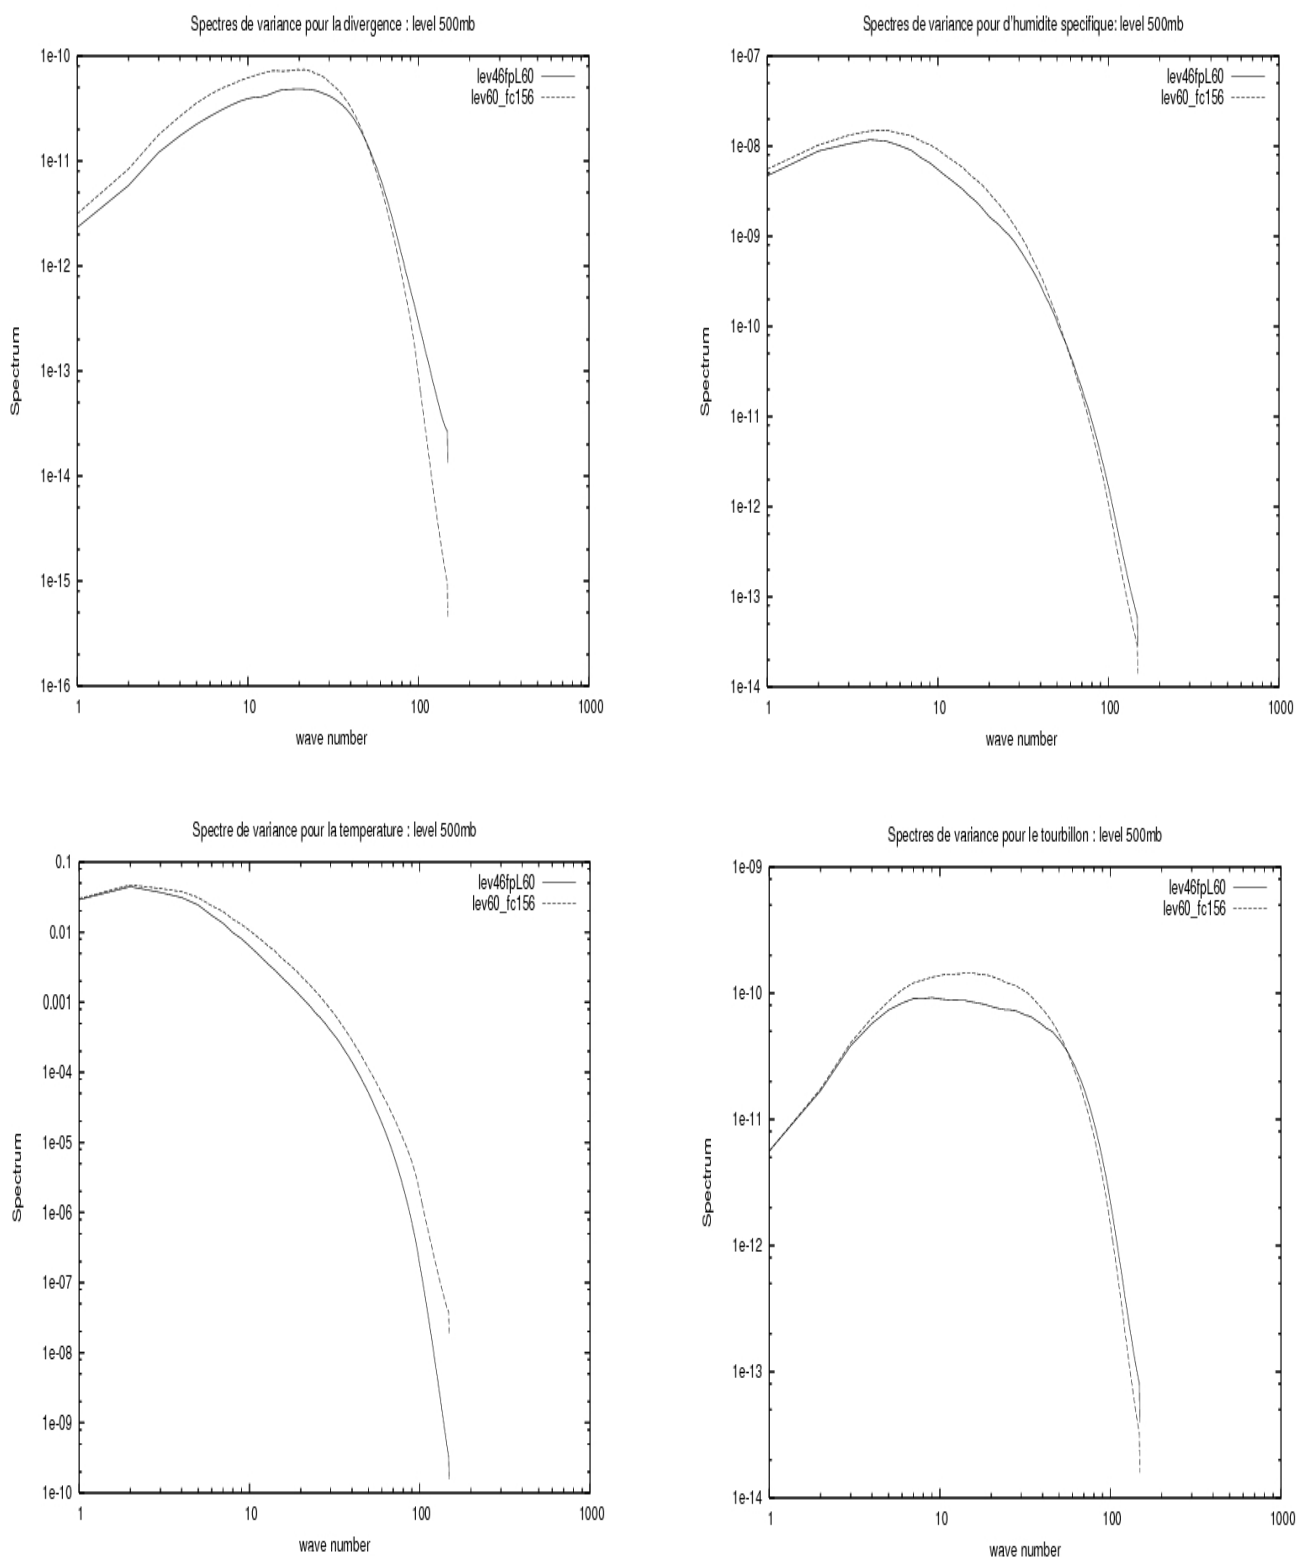 Spectres de variance pour la divergence : level 500mb
1e-10
lev46fpL60
lev60_fc156
1e-11
1e-12
1e-13
1e-14
1e-15
1e-16
Spectrum
1
10
100
1000
wave number
Spectres de variance pour d'humidite specifique: level 500mb
1e-07
lev46fpL60
lev60_fc156
1e-08
1e-09
1e-10
1e-11
1e-12
1e-13
1e-14
Spectrum
1
10
100
1000
wave number
Spectre de variance pour la temperature : level 500mb
0.1
lev46fpL60
lev60_fc156
0.01
0.001
1e-04
1e-05
1e-06
1e-07
1e-08
1e-09
1e-10
Spectrum
1
10
100
1000
wave number
Spectres de variance pour le tourbillon : level 500mb
1e-09
lev46fpL60
lev60_fc156
1e-10
1e-11
1e-12
1e-13
1e-14
Spectrum
1
10
100
1000
wave number